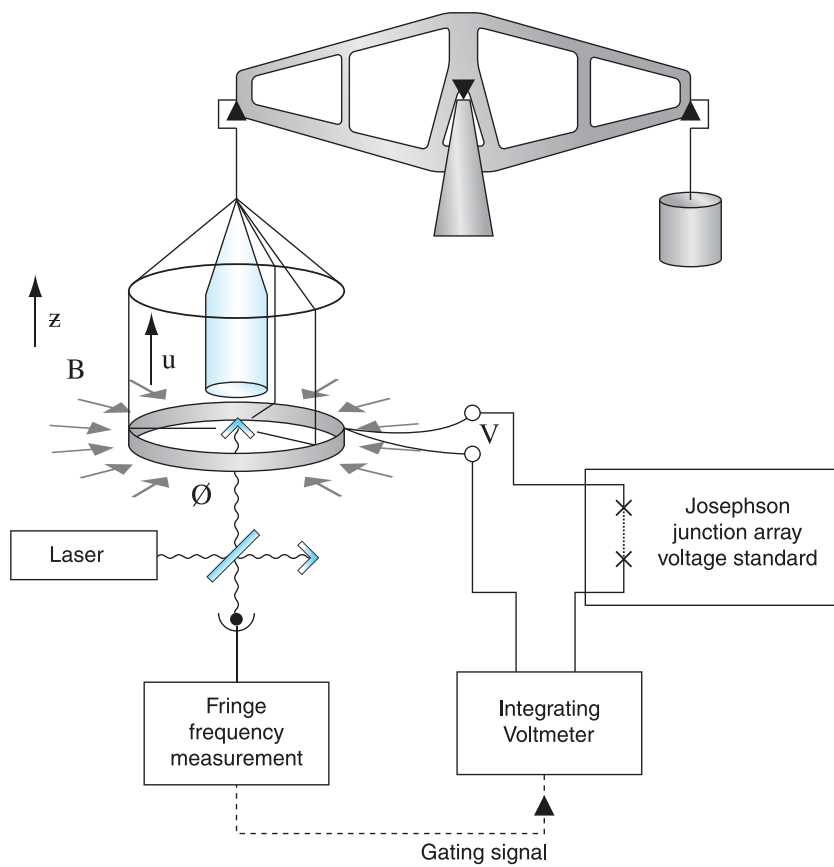 z
u
B
V
Ø
Josephson
junction array
voltage standard
Laser
Fringe
frequency
measurement
Integrating
Voltmeter
Gating signal